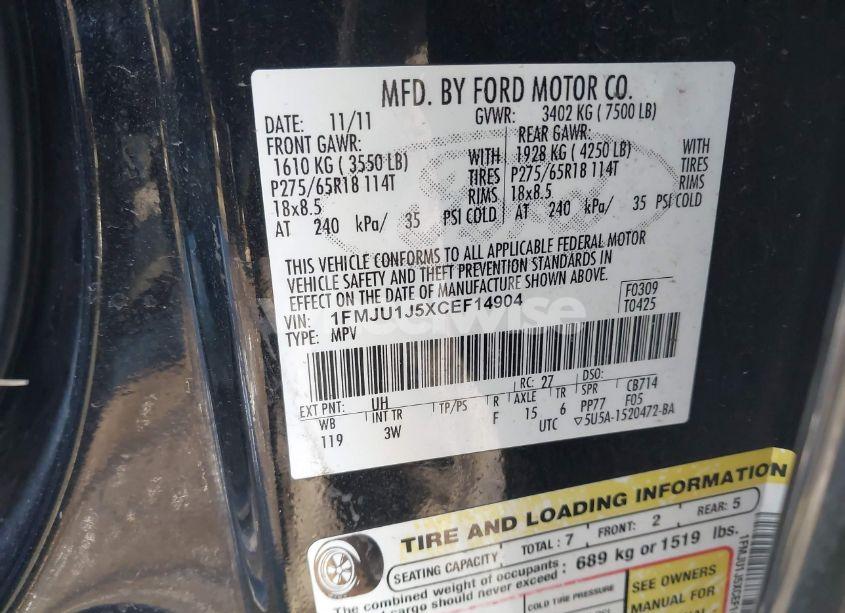 MFD. BY FORD MOTOR CO.
DATE: 11/11 GVWR: 3402 KG ( 7500 LB)
FRONT GAWR: REAR GAWR:
1610 KG ( 3550 LB) WITH 1928 KG ( 4250 LB) WITH
P275/65R18 114T TIRES P275/65R18 114T TIRES
18x8.5 RIMS 18x8.5 RIMS
AT 240 kPa/ 35 PSI COLD AT 240 kPa/ 35 PSI COLD
THIS VEHICLE CONFORMS TO ALL APPLICABLE FEDERAL MOTOR
VEHICLE SAFETY AND THEFT PREVENTION STANDARDS IN
EFFECT ON THE DATE OF MANUFACTURE SHOWN ABOVE.
VIN: 1FMJU1J5XCEF14904 F0309
TYPE: MPV T0425
EXT PNT: UH RC: 27 DSO:
WB INT TR TP/PS R AXLE TR SPR CB714
119 3W F 15 6 PP77 F05
UTC ▽5U5A-1520472-BA
TIRE AND LOADING INFORMATION
SEATING CAPACITY TOTAL: 7 FRONT: 2 REAR: 5
The combined weight of occupants
and cargo should never exceed: 689 kg or 1519 lbs.
COLD TIRE PRESSURE
SEE OWNERS
MANUAL FOR
1FMJU1J5XCEF